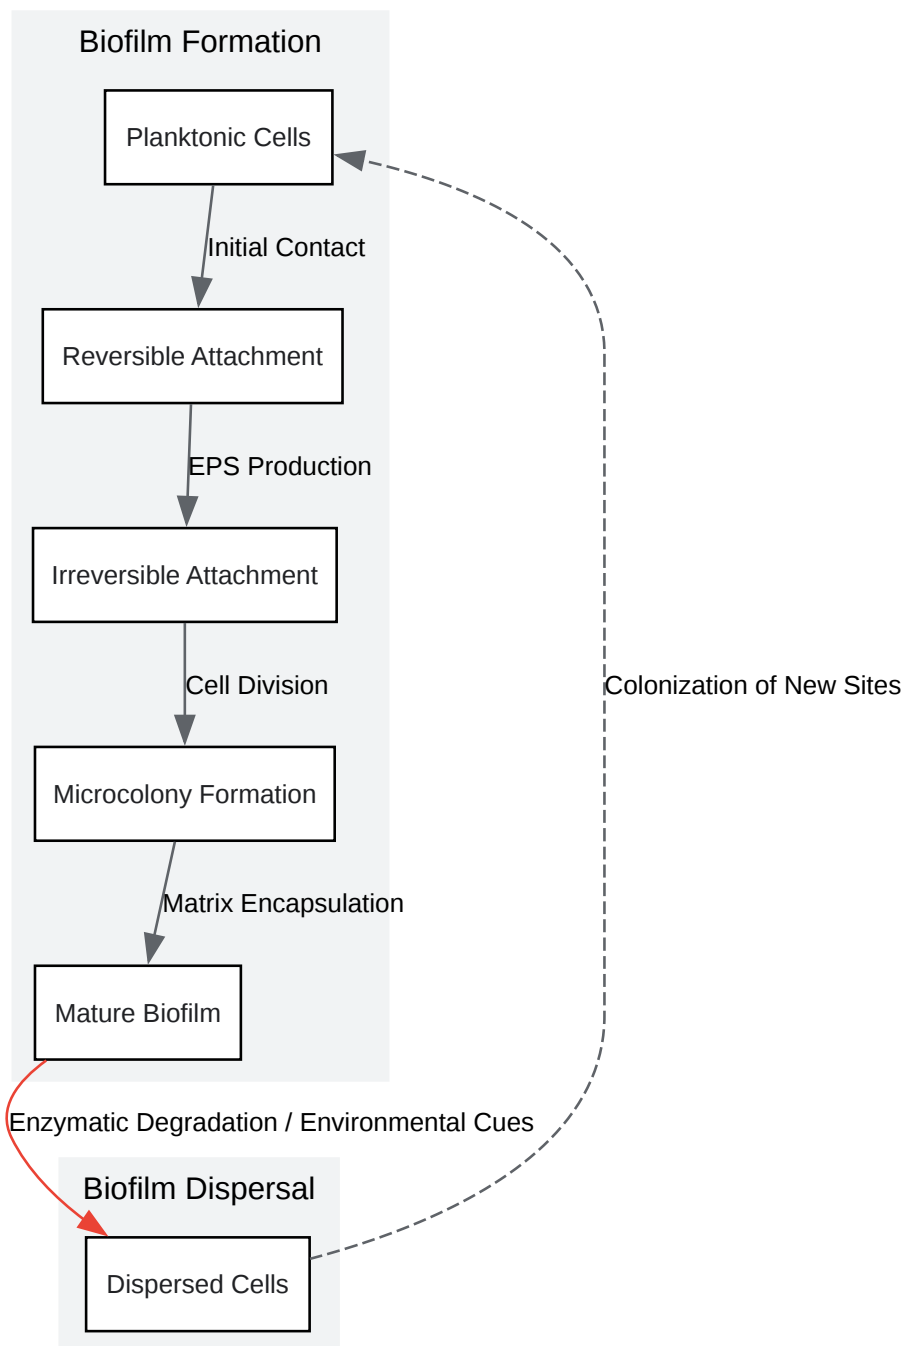 Biofilm Formation
Planktonic Cells
Initial Contact
Reversible Attachment
EPS Production
Irreversible Attachment
Cell Division
Colonization of New Sites
Microcolony Formation
Matrix Encapsulation
Mature Biofilm
Enzymatic Degradation / Environmental Cues
Biofilm Dispersal
Dispersed Cells